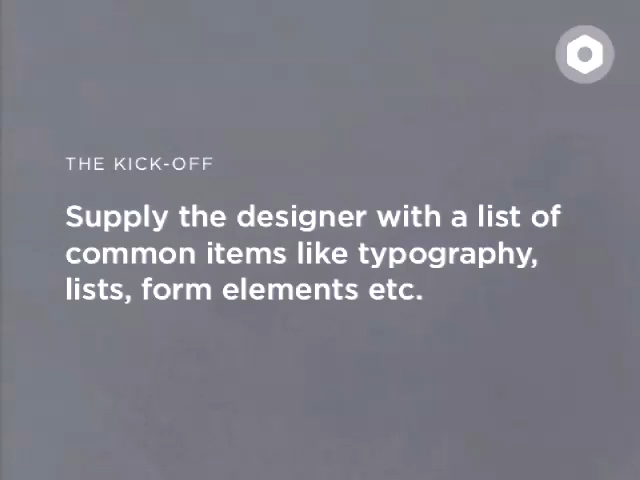 THE KICK-OFF
Supply the designer with a list of
common items like typography,
lists, form elements etc.